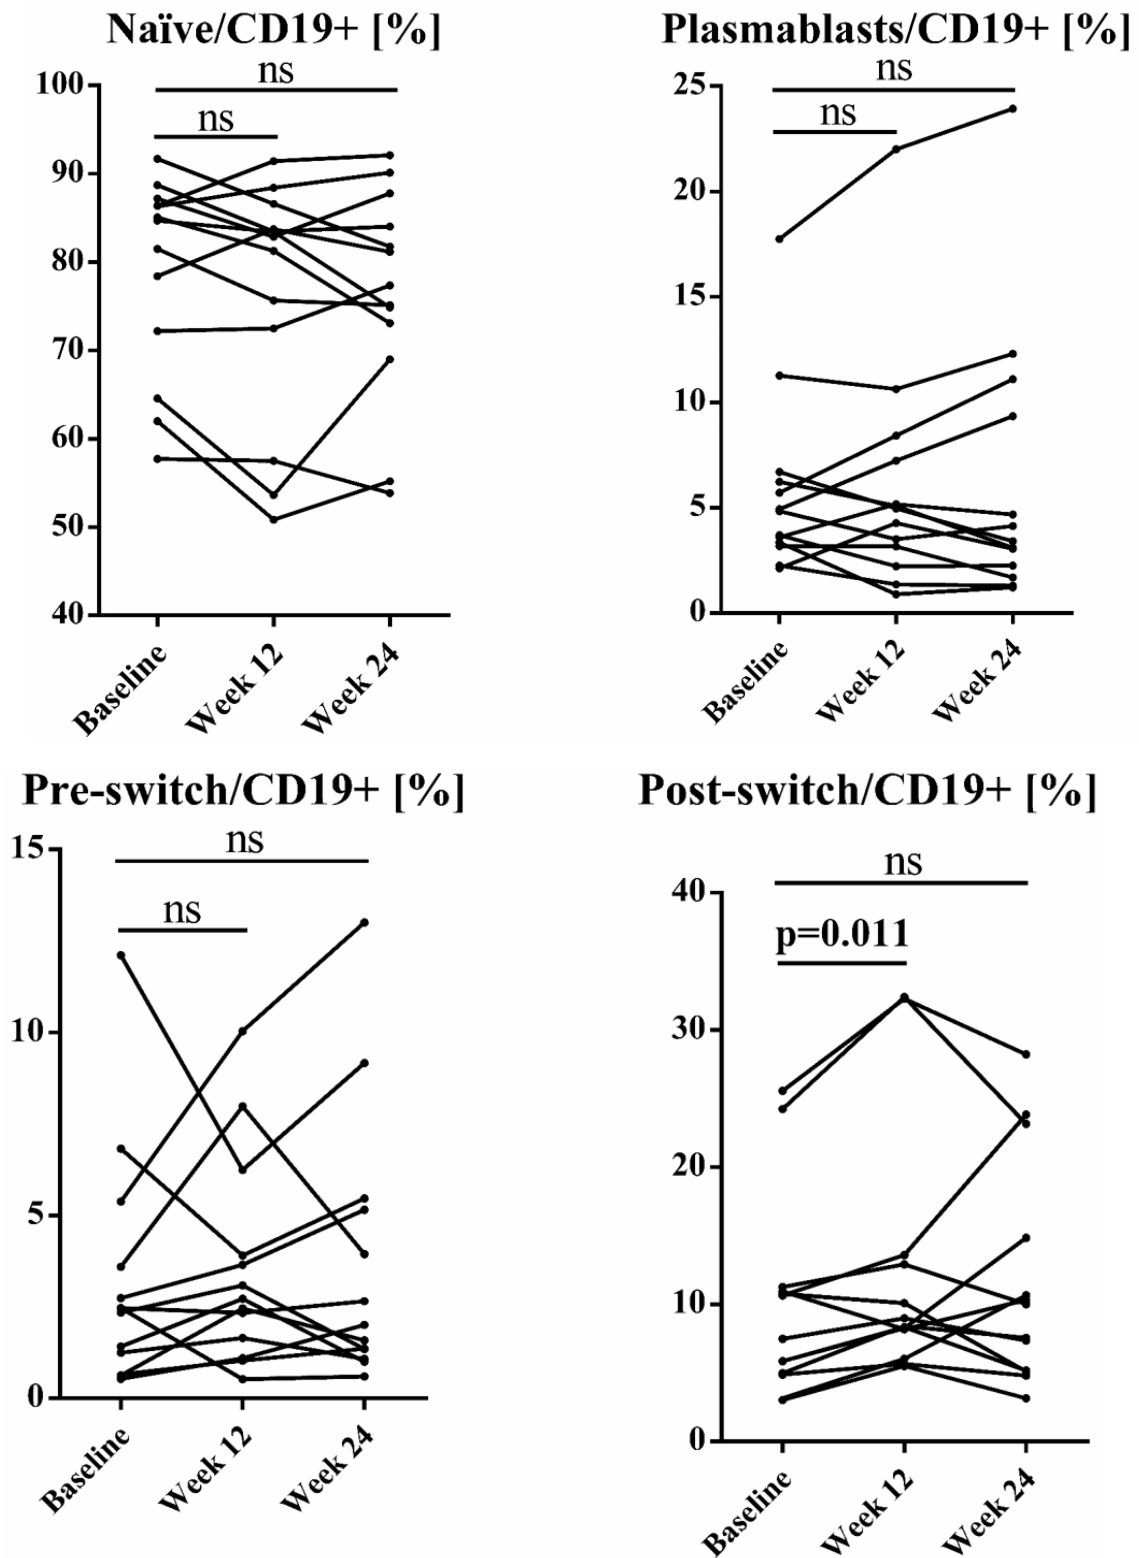 Naïve/CD19+ [%]
ns
ns
100
90
80
70
60
50
40
Baseline
Week 12
Week 24
Plasmablasts/CD19+ [%]
ns
ns
25
20
15
10
5
0
Baseline
Week 12
Week 24
Pre-switch/CD19+ [%]
ns
ns
15
10
5
0
Baseline
Week 12
Week 24
Post-switch/CD19+ [%]
ns
p=0.011
40
30
20
10
0
Baseline
Week 12
Week 24